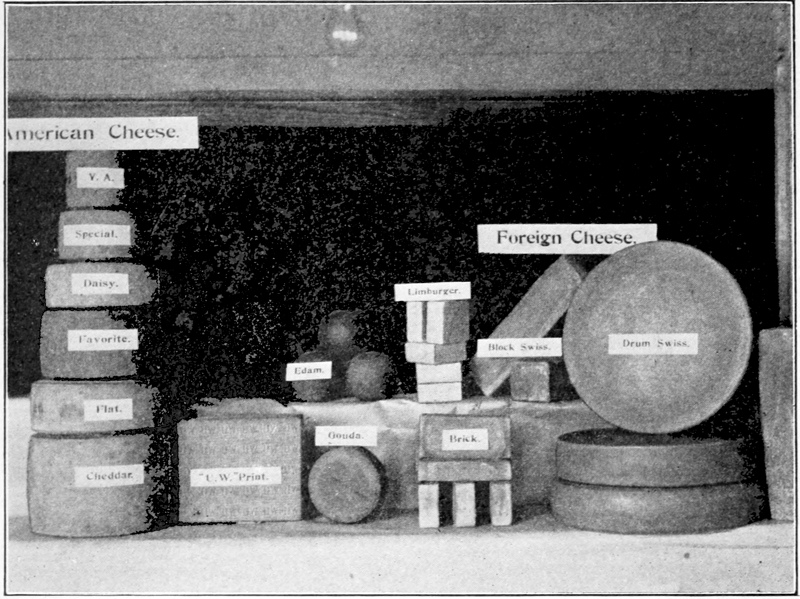 American Cheese.
Y. A.
Special.
Daisy.
Favorite.
Flat.
Cheddar.
"U.W." Print.
Foreign Cheese.
Limburger.
Edam.
Block Swiss.
Drum Swiss.
Gouda.
Brick.